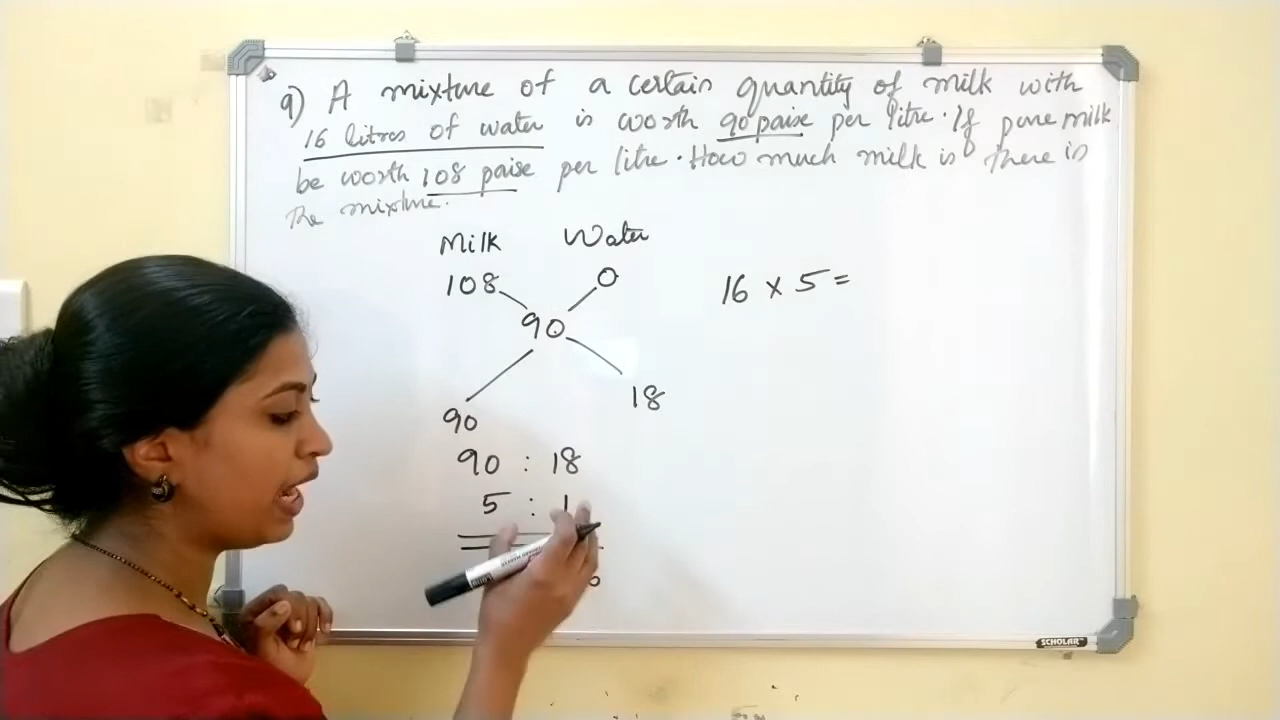 9) A mixture of a certain quantity of milk with
16 litres of water is worth 90 paise per litre. If pure milk
be worth 108 paise per litre. How much milk is there in
the mixture.
Milk Water
108 0
90
90 18
90 : 18
5 : 1
16 x 5 =
SCHOLAR